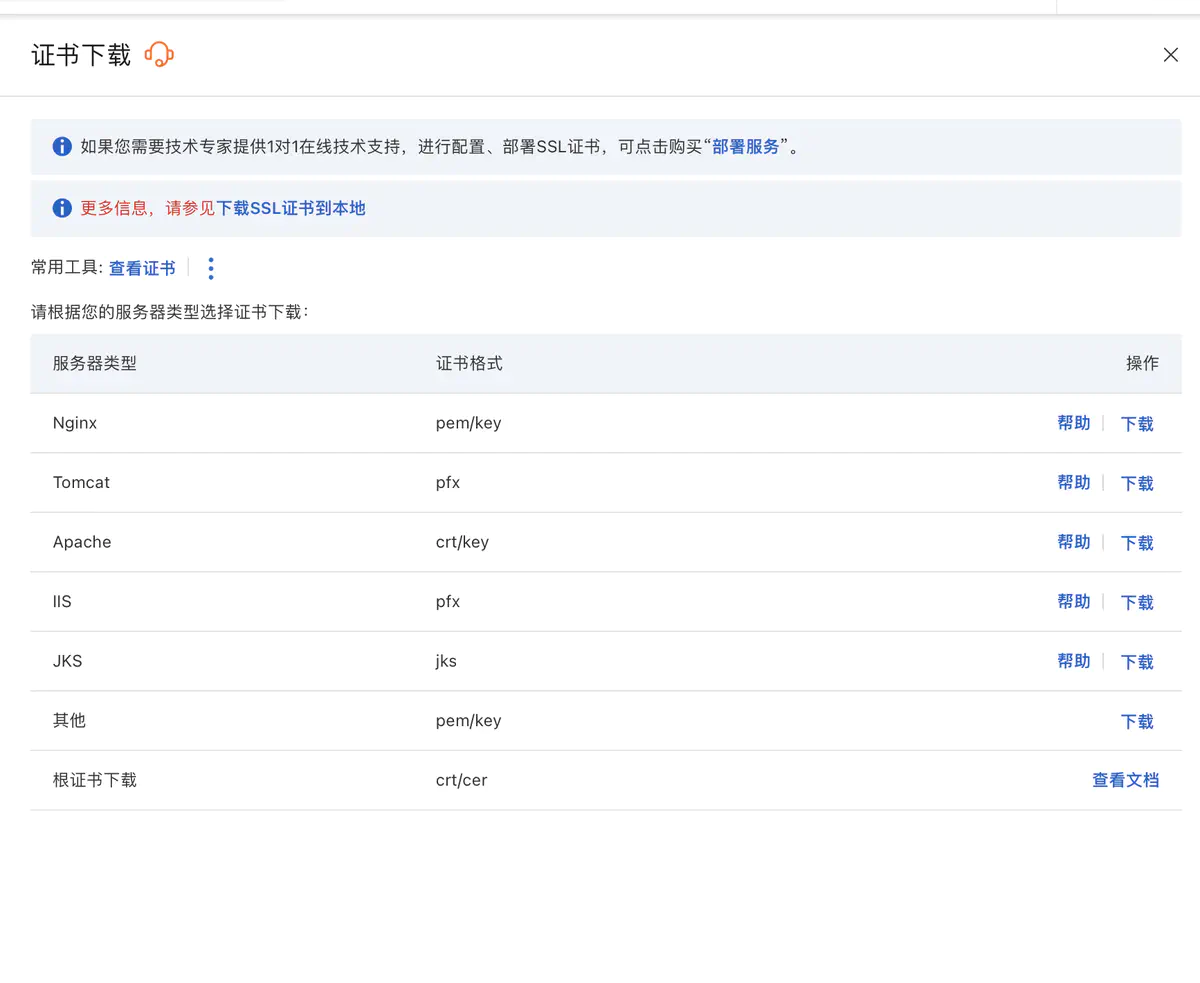 证书下载
如果您需要技术专家提供1对1在线技术支持，进行配置、部署SSL证书，可点击购买“部署服务”。
更多信息，请参见下载SSL证书到本地
常用工具: 查看证书
请根据您的服务器类型选择证书下载：
服务器类型 证书格式 操作
Nginx pem/key 帮助 下载
Tomcat pfx 帮助 下载
Apache crt/key 帮助 下载
IIS pfx 帮助 下载
JKS jks 帮助 下载
其他 pem/key 下载
根证书下载 crt/cer 查看文档